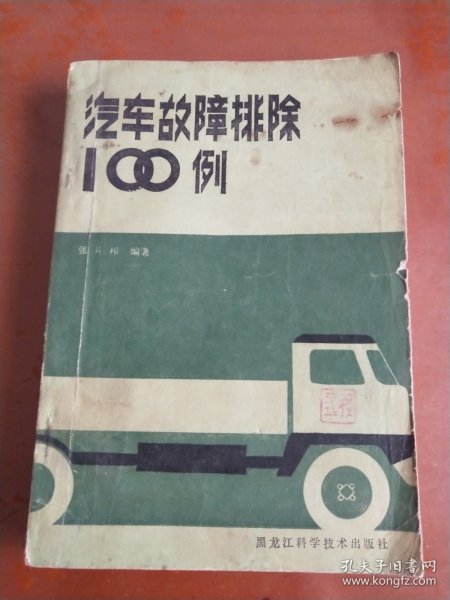 汽车故障排除
100例
张 编著
黑龙江科学技术出版社
孔夫子旧书网
www.kongfz.com